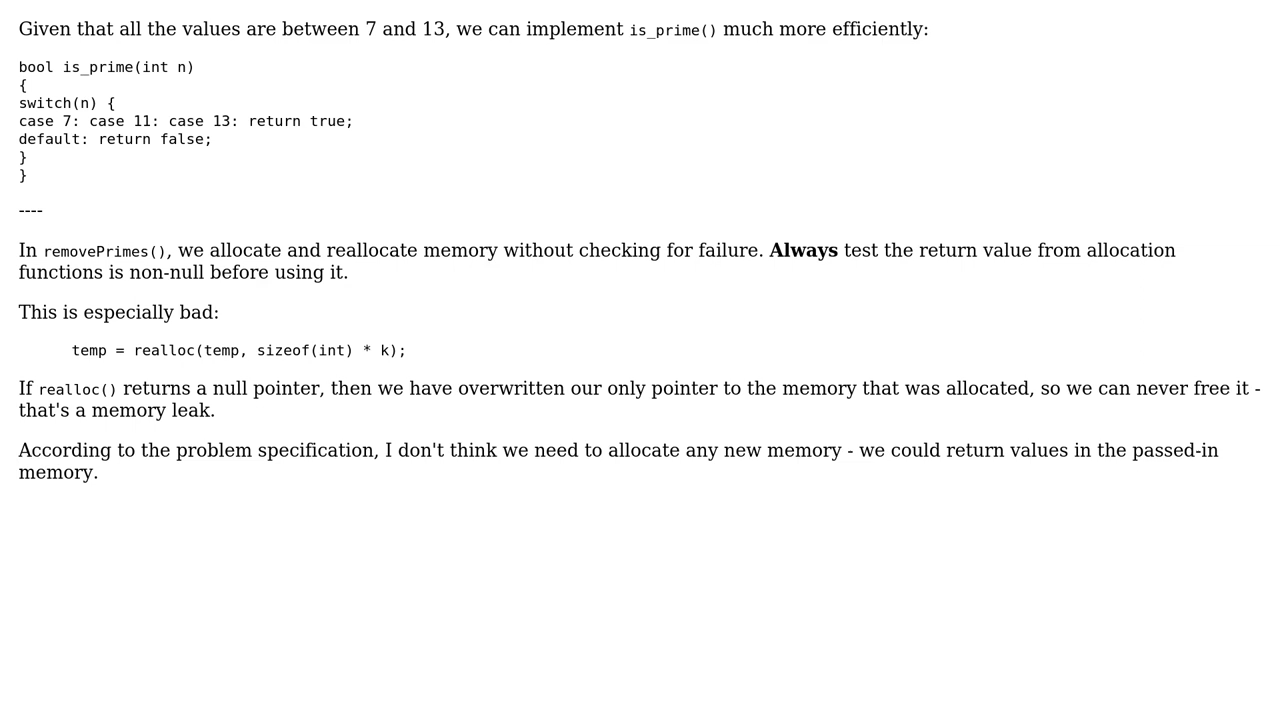 Given that all the values are between 7 and 13, we can implement is_prime() much more efficiently:
bool is_prime(int n)
{
switch(n) {
case 7: case 11: case 13: return true;
default: return false;
}
}
----
In removePrimes(), we allocate and reallocate memory without checking for failure. Always test the return value from allocation
functions is non-null before using it.
This is especially bad:
temp = realloc(temp, sizeof(int) * k);
If realloc() returns a null pointer, then we have overwritten our only pointer to the memory that was allocated, so we can never free it -
that's a memory leak.
According to the problem specification, I don't think we need to allocate any new memory - we could return values in the passed-in
memory.